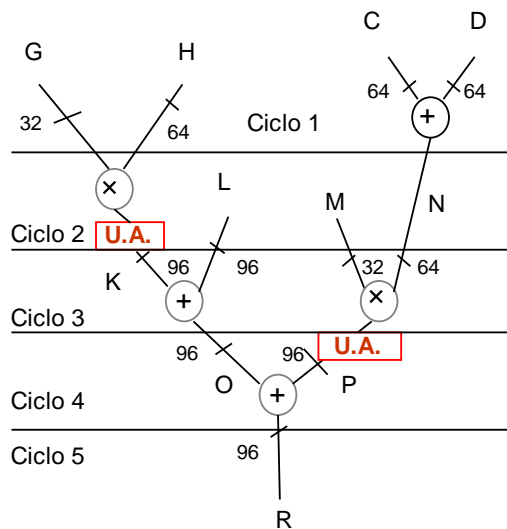 G H C D
32 64 64 64
Ciclo 1
+
×
L M N
Ciclo 2 U.A.
K 96 96 32 64
+ ×
Ciclo 3
96 96 U.A.
O P
Ciclo 4 +
Ciclo 5 96
R